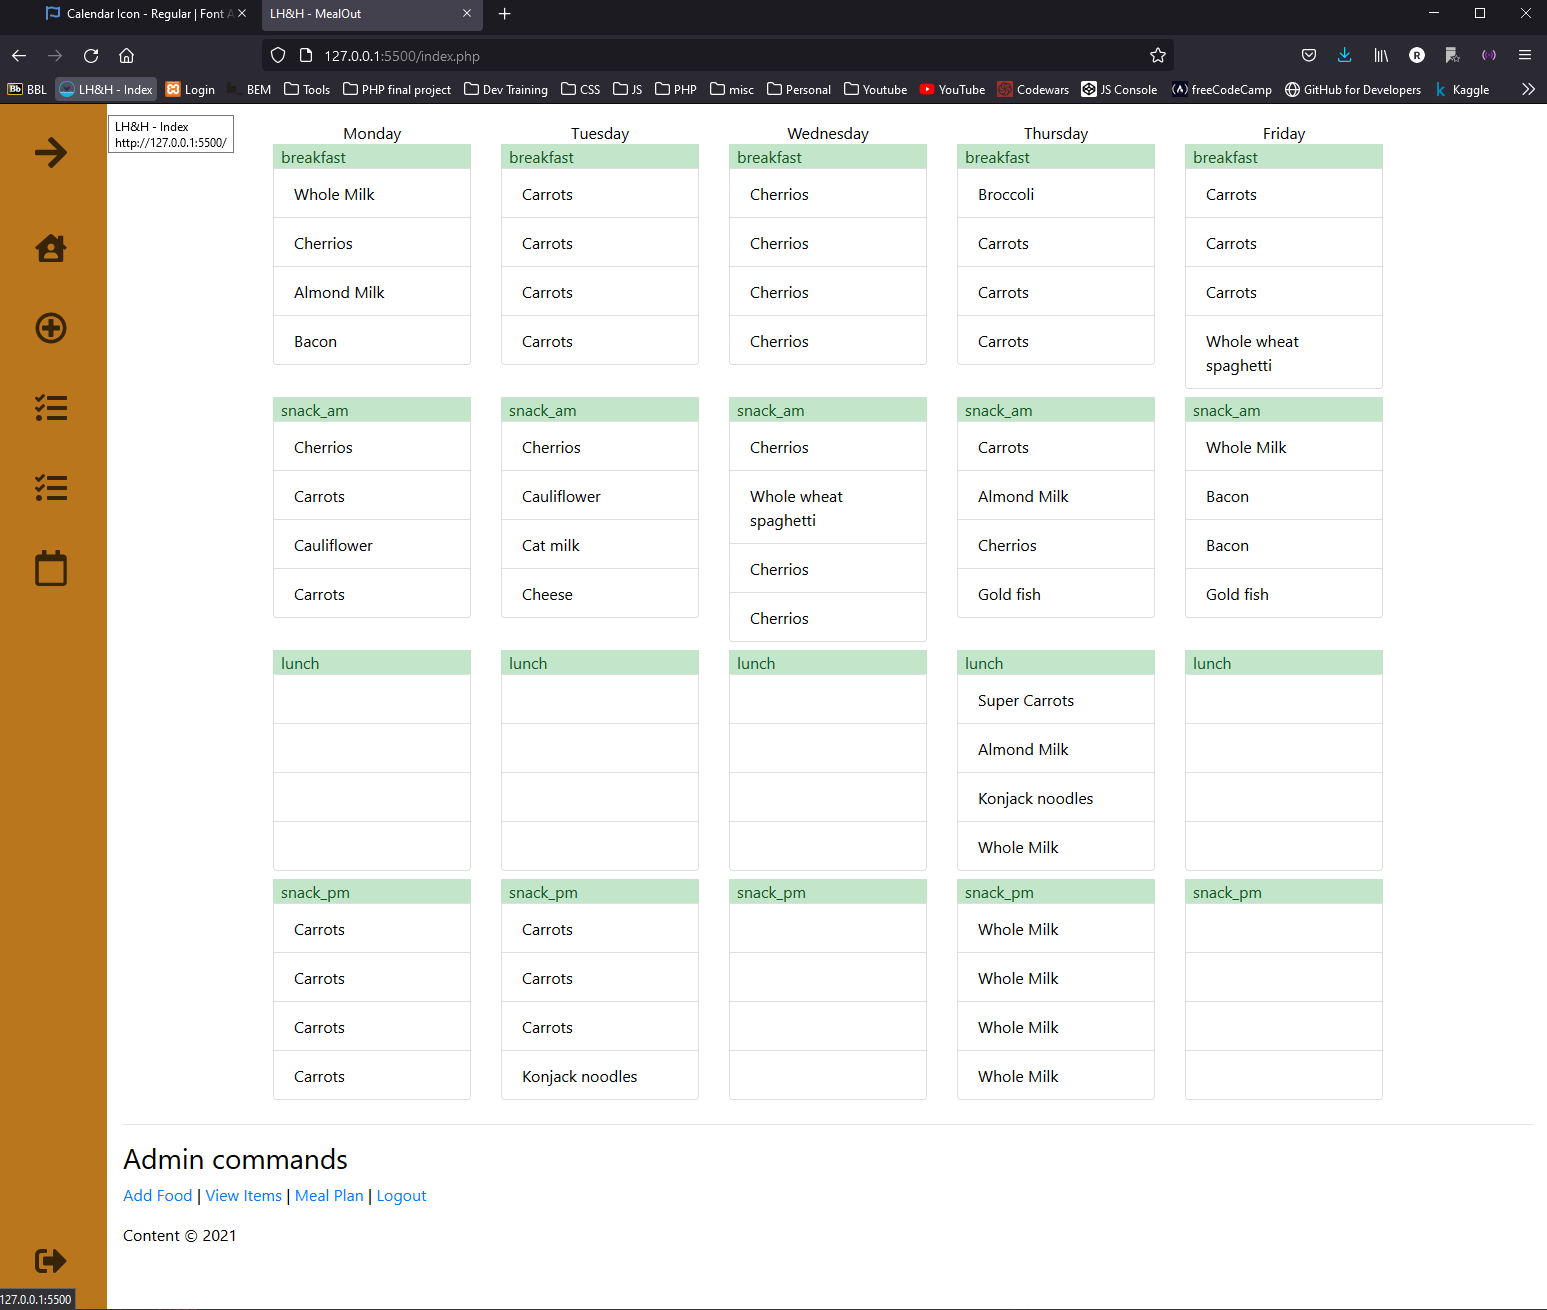 Calendar Icon - Regular | Font A
LH&H - MealOut
127.0.0.1:5500/index.php
BBL LH&H - Index Login BEM Tools PHP final project Dev Training CSS JS PHP misc Personal Youtube YouTube Codewars JS Console freeCodeCamp GitHub for Developers Kaggle
LH&H - Index
http://127.0.0.1:5500/
Monday Tuesday Wednesday Thursday Friday
breakfast breakfast breakfast breakfast breakfast
Whole Milk Carrots Cherrios Broccoli Carrots
Cherrios Carrots Cherrios Carrots Carrots
Almond Milk Carrots Cherrios Carrots Carrots
Bacon Carrots Cherrios Carrots Whole wheat
spaghetti
snack_am snack_am snack_am snack_am snack_am
Cherrios Cherrios Cherrios Carrots Whole Milk
Carrots Cauliflower Whole wheat Almond Milk Bacon
spaghetti
Cauliflower Cat milk Cherrios Cherrios Bacon
Carrots Cheese Cherrios Gold fish Gold fish
lunch lunch lunch lunch lunch
Super Carrots
Almond Milk
Konjack noodles
Whole Milk
snack_pm snack_pm snack_pm snack_pm snack_pm
Carrots Carrots Whole Milk
Carrots Carrots Whole Milk
Carrots Carrots Whole Milk
Carrots Konjack noodles Whole Milk
Admin commands
Add Food | View Items | Meal Plan | Logout
Content © 2021
127.0.0.1:5500